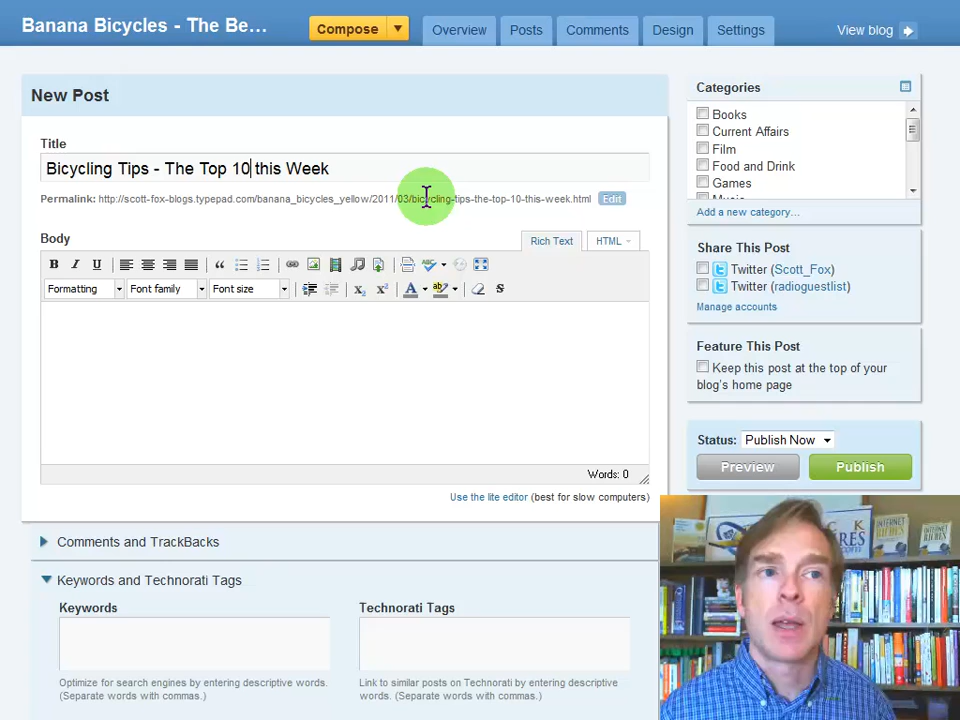 Banana Bicycles - The Be...
Compose
Overview
Posts
Comments
Design
Settings
View blog
New Post
Title
Bicycling Tips - The Top 10 this Week
Permalink: http://scott-fox-blogs.typepad.com/banana_bicycles_yellow/2011/03/bicycling-tips-the-top-10-this-week.html
Edit
Body
Rich Text
HTML
B I U
ABC
Formatting
Font family
Font size
Words: 0
Use the lite editor (best for slow computers)
Comments and TrackBacks
Keywords and Technorati Tags
Keywords
Technorati Tags
Optimize for search engines by entering descriptive words.
(Separate words with commas.)
Link to similar posts on Technorati by entering descriptive
words. (Separate words with commas.)
Categories
Books
Current Affairs
Film
Food and Drink
Games
Music
Add a new category...
Share This Post
Twitter (Scott_Fox)
Twitter (radioguestlist)
Manage accounts
Feature This Post
Keep this post at the top of your
blog's home page
Status: Publish Now
Preview
Publish
INTERNET
RICHES